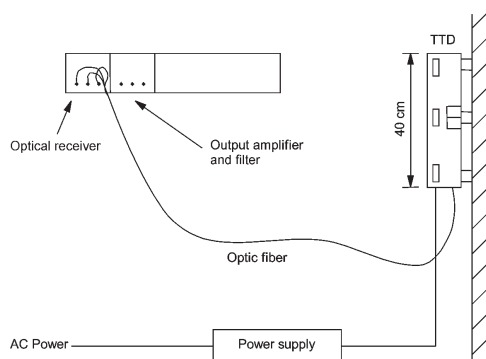 TTD
40 cm
Optical receiver
Output amplifier
and filter
Optic fiber
AC Power
Power supply